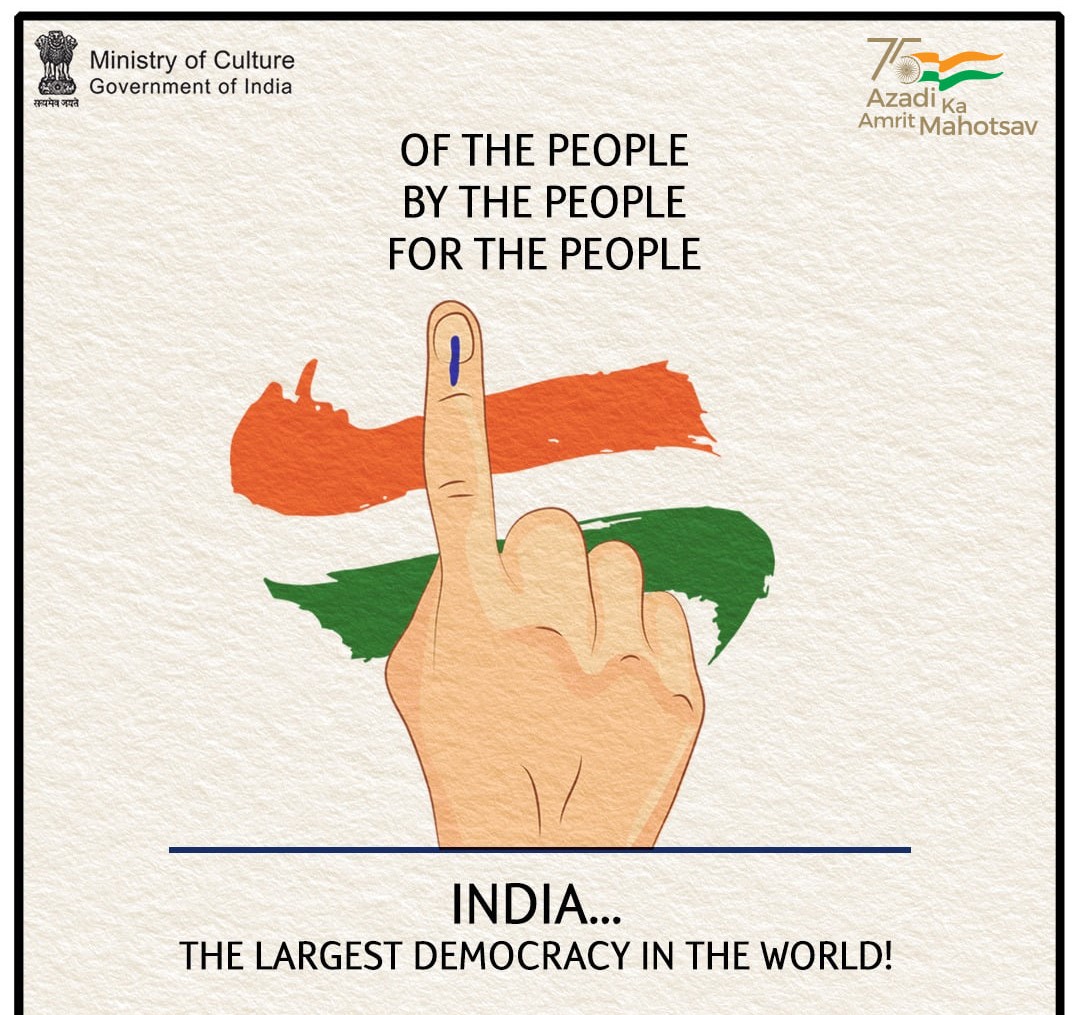 Ministry of Culture
Government of India
सत्यमेव जयते
75
Azadi Ka
Amrit Mahotsav
OF THE PEOPLE
BY THE PEOPLE
FOR THE PEOPLE
INDIA...
THE LARGEST DEMOCRACY IN THE WORLD!